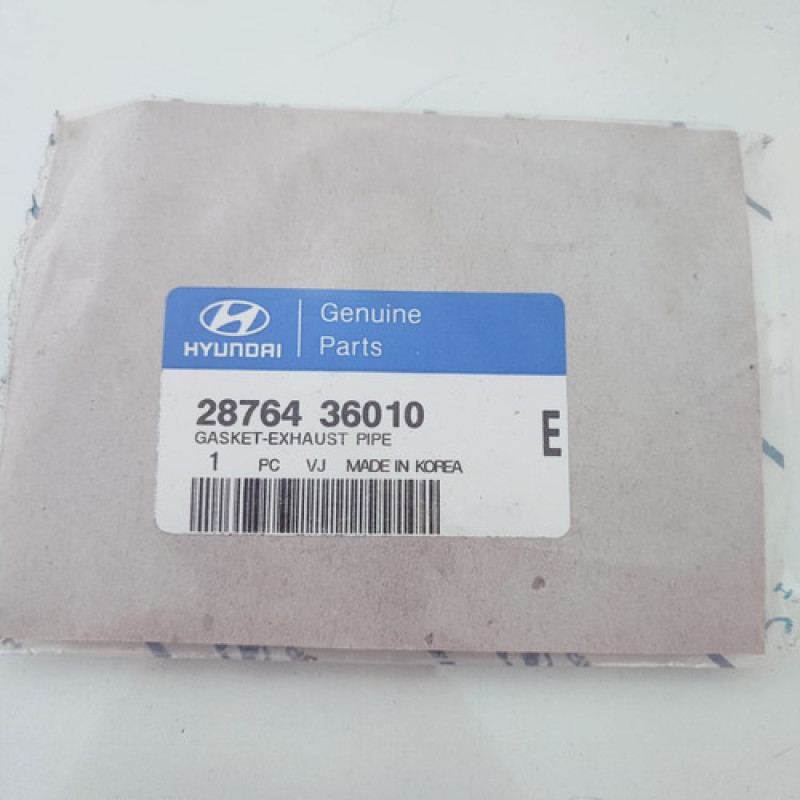 HYUNDAI
Genuine
Parts
28764 36010
GASKET-EXHAUST PIPE
E
1 PC VJ MADE IN KOREA